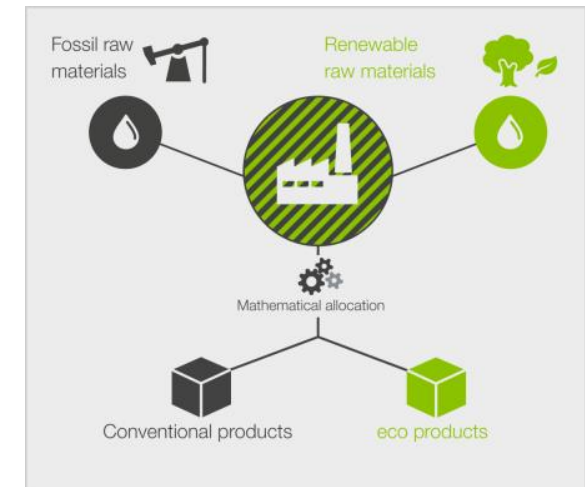 Fossil raw
materials
Renewable
raw materials
Mathematical allocation
Conventional products
eco products